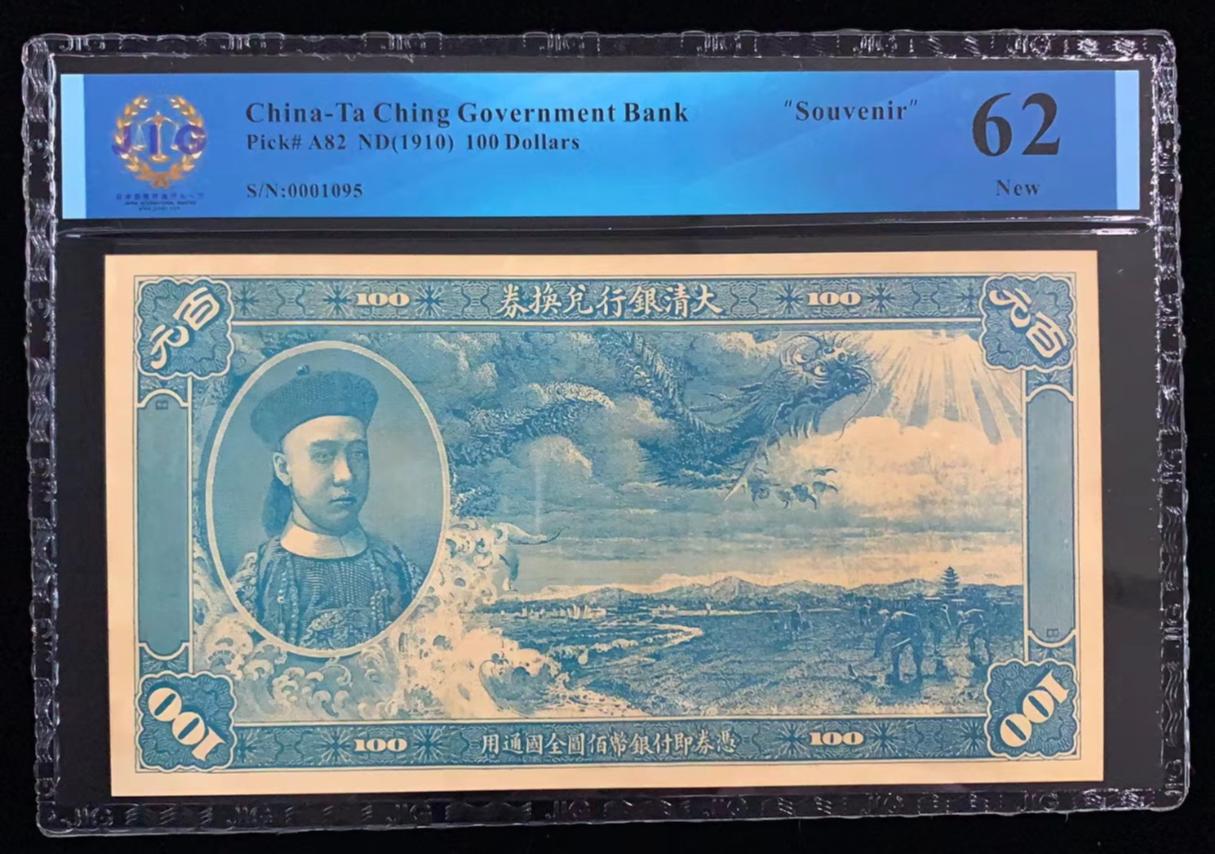 China-Ta Ching Government Bank
"Souvenir"
62
Pick# A82 ND(1910) 100 Dollars
S/N:0001095
New
JIG
百元
100
券換兌行銀清大
100
百元
100
100
用通國全圓佰幣銀付即券憑
100
100